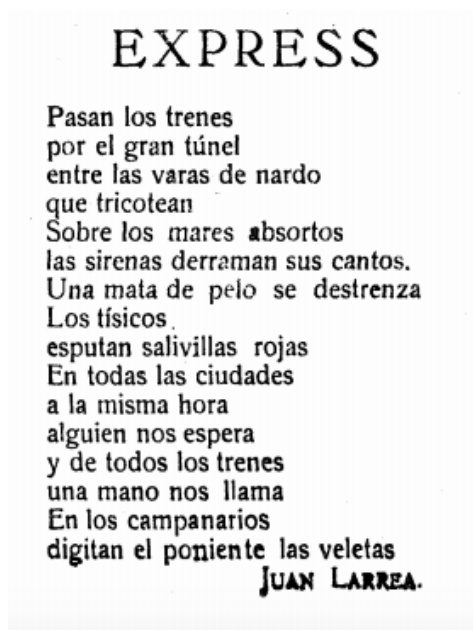 EXPRESS
Pasan los trenes
por el gran túnel
entre las varas de nardo
que tricotean
Sobre los mares absortos
las sirenas derraman sus cantos.
Una mata de pelo se destrenza
Los tísicos
esputan salivillas rojas
En todas las ciudades
a la misma hora
alguien nos espera
y de todos los trenes
una mano nos llama
En los campanarios
digitan el poniente las veletas
JUAN LARREA.